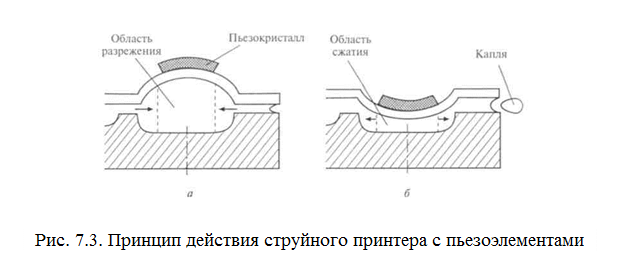 Область
разрежения
Пьезокристалл
Область
сжатия
Капля
а
б
Рис. 7.3. Принцип действия струйного принтера с пьезоэлементами